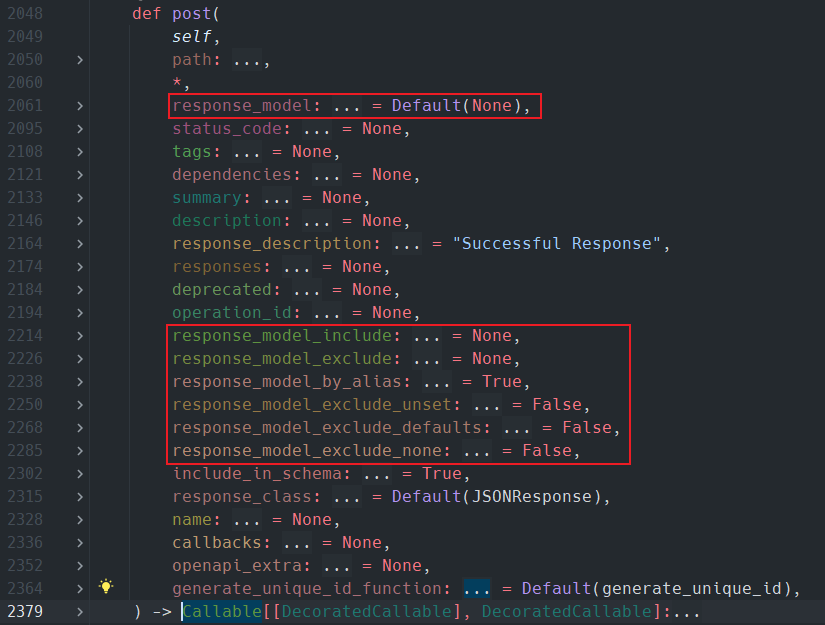 2048 def post(
2049 self,
2050 > path: ...,
2060 *,
2061 > response_model: ... = Default(None),
2095 > status_code: ... = None,
2108 > tags: ... = None,
2121 > dependencies: ... = None,
2133 > summary: ... = None,
2146 > description: ... = None,
2164 > response_description: ... = "Successful Response",
2174 > responses: ... = None,
2184 > deprecated: ... = None,
2194 > operation_id: ... = None,
2214 > response_model_include: ... = None,
2226 > response_model_exclude: ... = None,
2238 > response_model_by_alias: ... = True,
2250 > response_model_exclude_unset: ... = False,
2268 > response_model_exclude_defaults: ... = False,
2285 > response_model_exclude_none: ... = False,
2302 > include_in_schema: ... = True,
2315 > response_class: ... = Default(JSONResponse),
2328 > name: ... = None,
2336 > callbacks: ... = None,
2352 > openapi_extra: ... = None,
2364 > generate_unique_id_function: ... = Default(generate_unique_id),
2379 > ) -> Callable[[DecoratedCallable], DecoratedCallable]:...